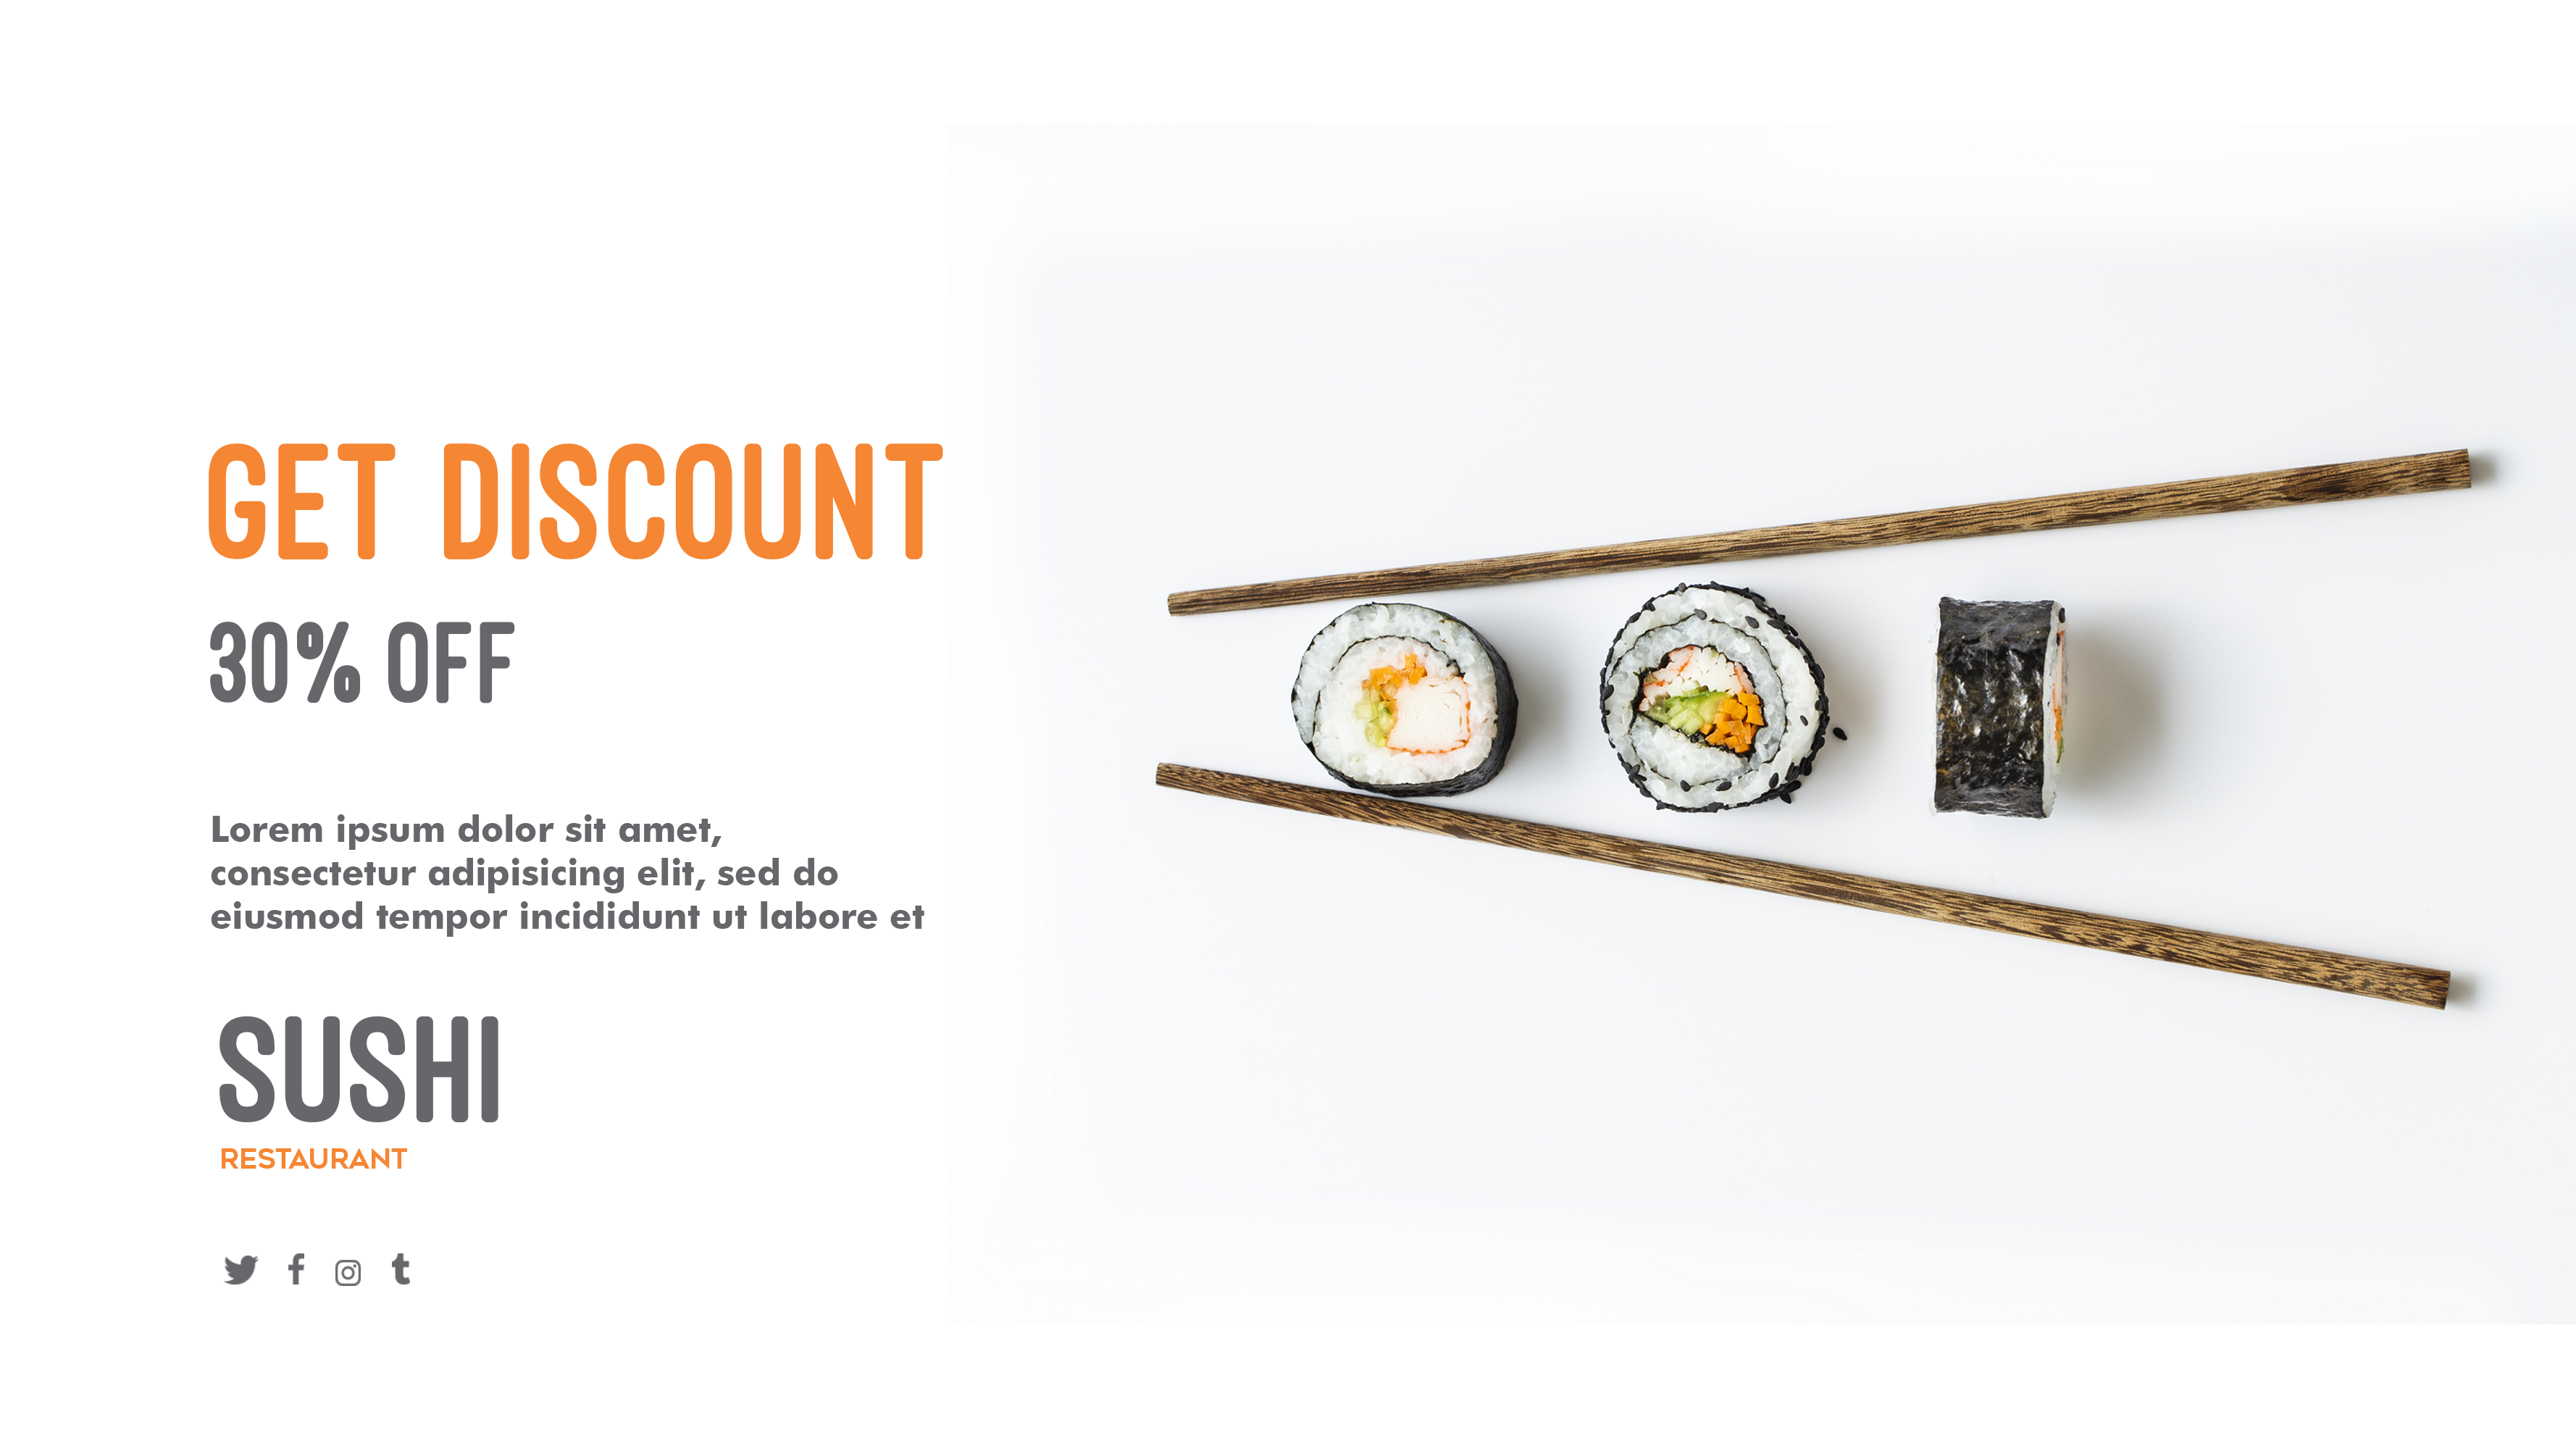 GET DISCOUNT
30% OFF
Lorem ipsum dolor sit amet,
consectetur adipisicing elit, sed do
eiusmod tempor incididunt ut labore et
SUSHI
RESTAURANT